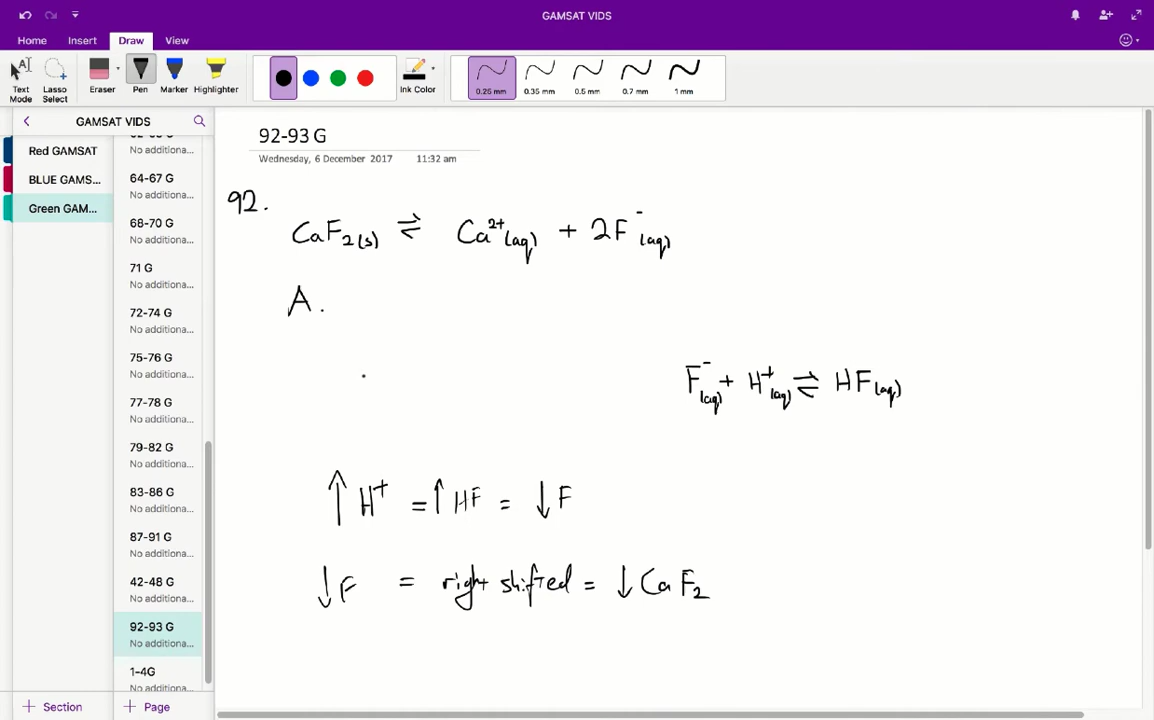 GAMSAT VIDS
Home Insert Draw View
Text Mode
Lasso Select
Eraser
Pen
Marker
Highlighter
Ink Color
0.25 mm
0.35 mm
0.5 mm
0.7 mm
1 mm
GAMSAT VIDS
Red GAMSAT
BLUE GAMS...
Green GAM...
No additiona...
64-67 G
No additiona...
68-70 G
No additiona...
71 G
No additiona...
72-74 G
No additiona...
75-76 G
No additiona...
77-78 G
No additiona...
79-82 G
No additiona...
83-86 G
No additiona...
87-91 G
No additiona...
42-48 G
No additiona...
92-93 G
No additiona...
1-4G
No additiona...
+ Section
+ Page
92-93 G
Wednesday, 6 December 2017 11:32 am
92.
CaF₂(s) ⇌ Ca²⁺(aq) + 2F⁻(aq)
A.
F⁻(aq) + H⁺(aq) ⇌ HF(aq)
↑ H⁺ = ↑ HF = ↓ F
↓ F = right shifted = ↓ CaF₂